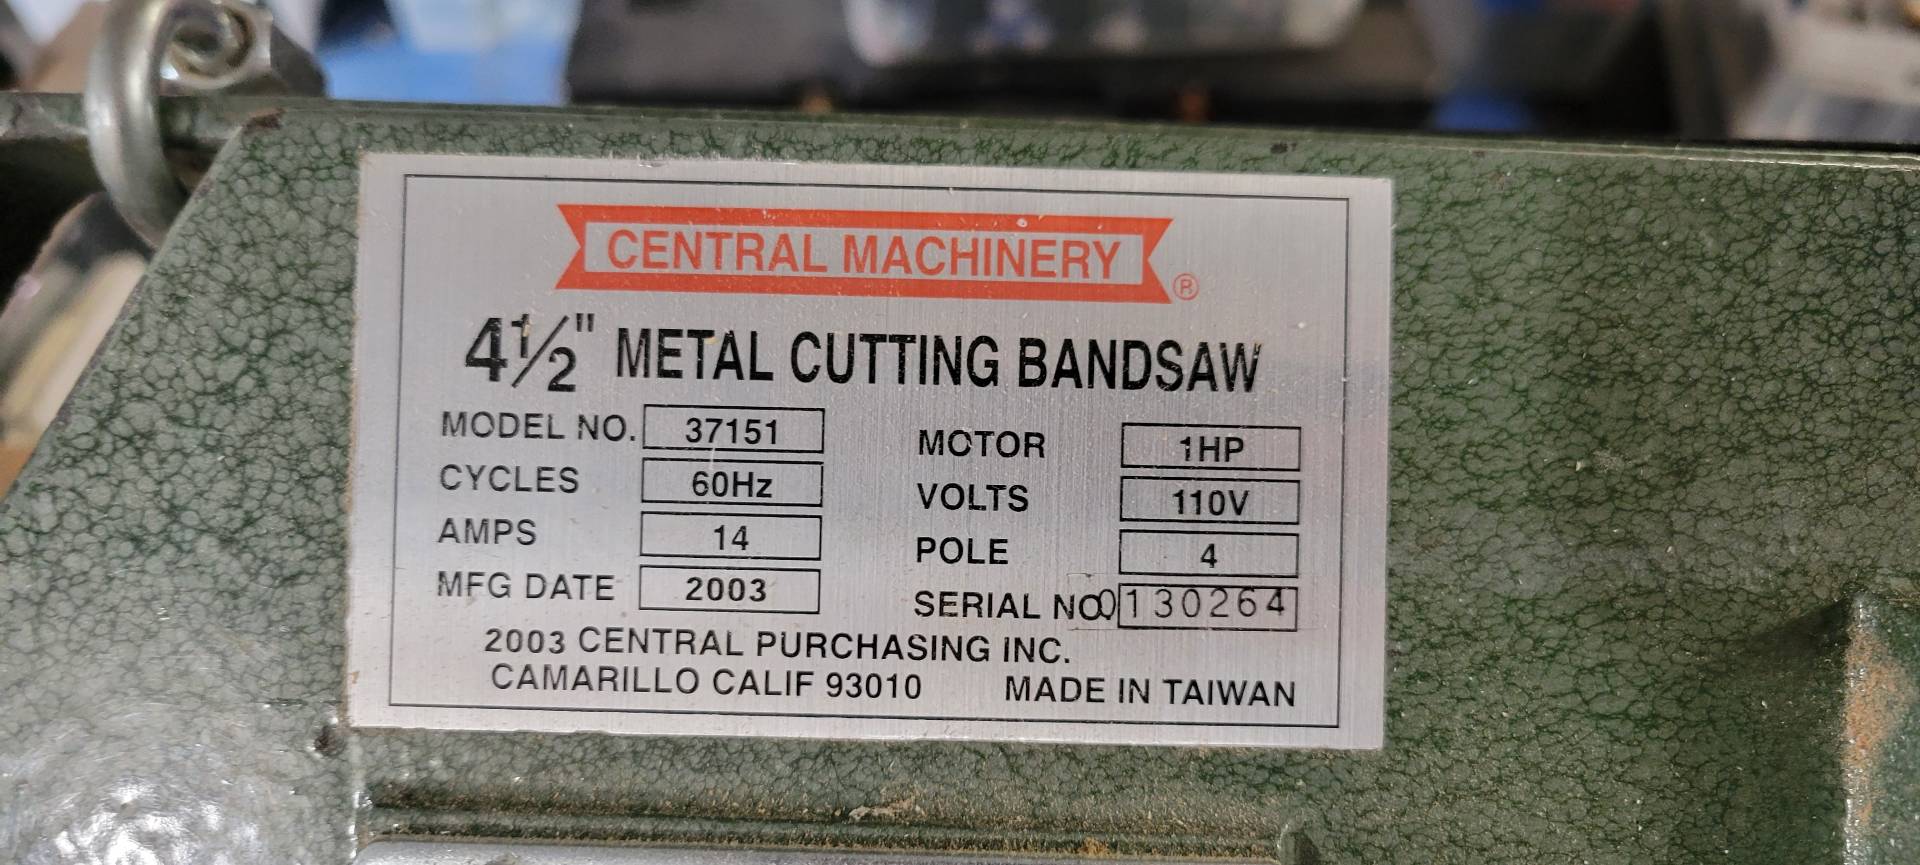 CENTRAL MACHINERY ®
4½" METAL CUTTING BANDSAW
MODEL NO. 37151
CYCLES 60Hz
AMPS 14
MFG DATE 2003
MOTOR 1HP
VOLTS 110V
POLE 4
SERIAL NO. 0130264
2003 CENTRAL PURCHASING INC.
CAMARILLO CALIF 93010 MADE IN TAIWAN